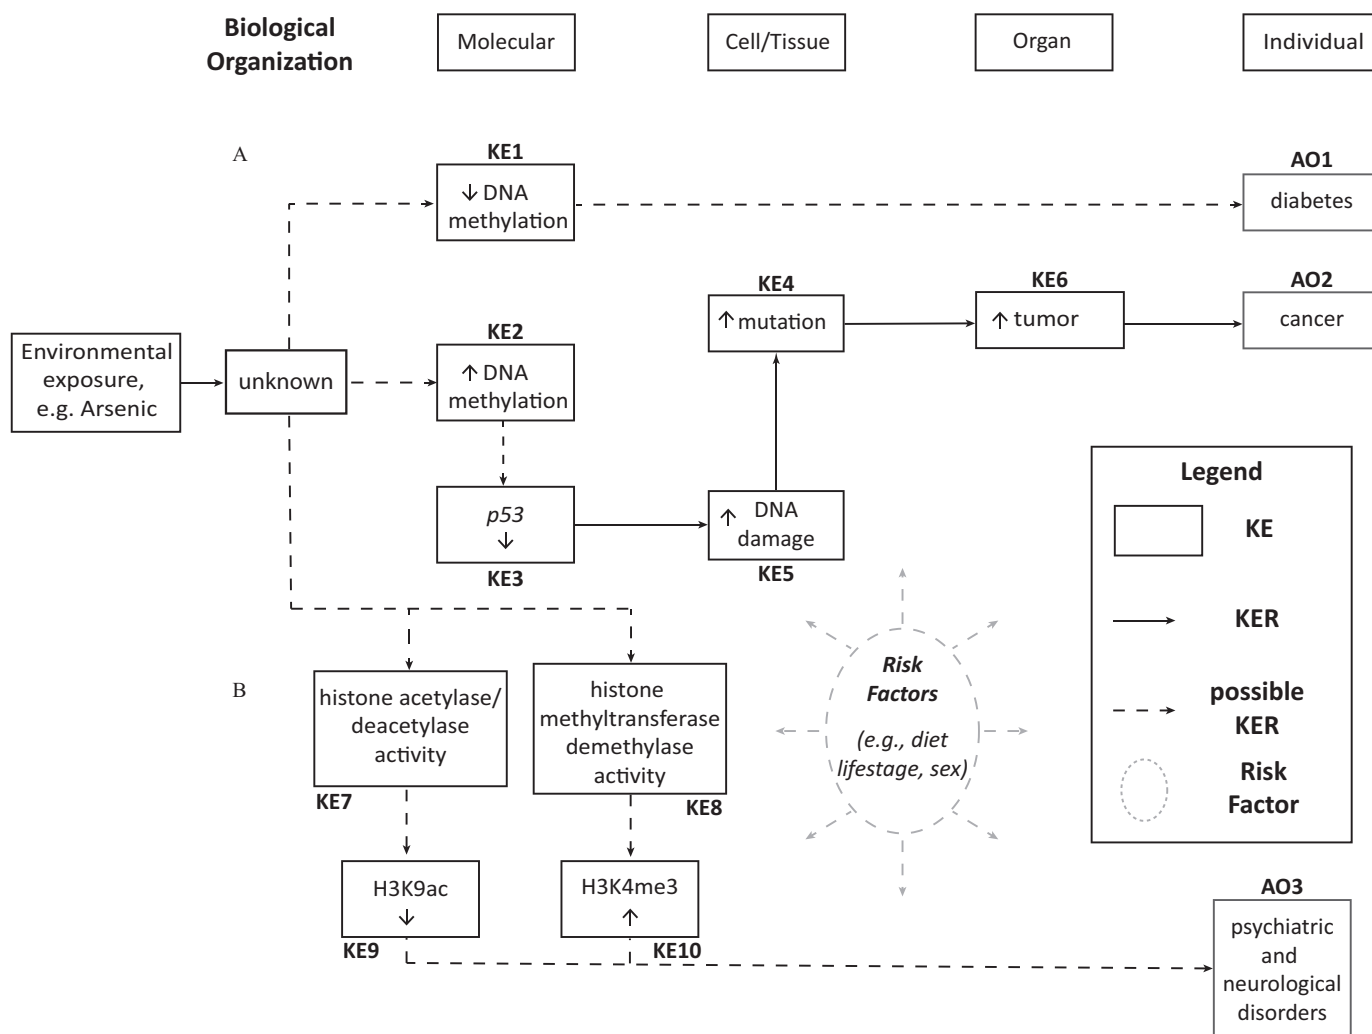 Biological
Organization
Molecular
Cell/Tissue
Organ
Individual
A
KE1
↓ DNA
methylation
AO1
diabetes
KE4
↑ mutation
KE6
↑ tumor
AO2
cancer
Environmental
exposure,
e.g. Arsenic
unknown
KE2
↑ DNA
methylation
p53
↓
KE3
↑ DNA
damage
KE5
Legend
KE
KER
possible
KER
Risk
Factor
B
histone acetylase/
deacetylase
activity
KE7
histone
methyltransferase
demethylase
activity
KE8
Risk
Factors
(e.g., diet
lifestage, sex)
H3K9ac
↓
KE9
H3K4me3
↑
KE10
AO3
psychiatric
and
neurological
disorders